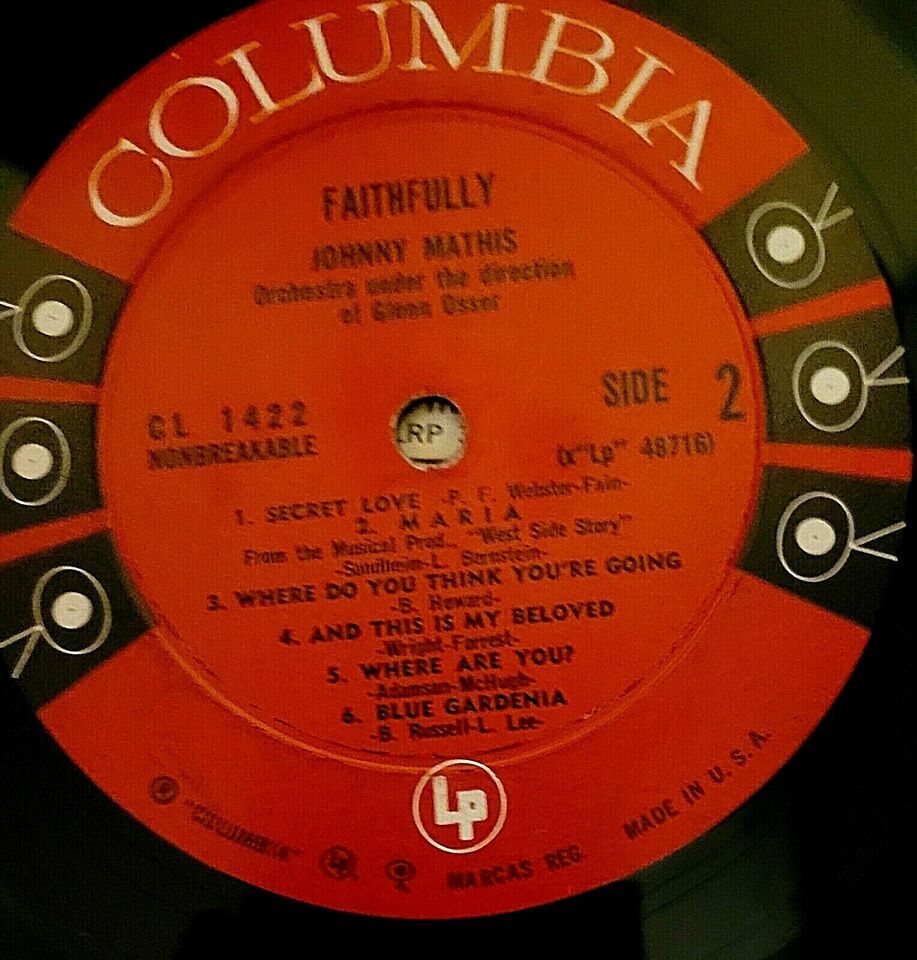 COLUMBIA
FAITHFULLY
JOHNNY MATHIS
Orchestra under the direction
of Glenn Osser
SIDE 2
CL 1422
NONBREAKABLE
RP
(x"Lp" 48716)
1. SECRET LOVE -P. F. Webster-Fain-
2. MARIA
From the Musical Prod., "West Side Story"
-Sondheim-L. Bernstein-
3. WHERE DO YOU THINK YOU'RE GOING
-B. Howard-
4. AND THIS IS MY BELOVED
-Wright-Forrest-
5. WHERE ARE YOU?
-Adamson-McHugh-
6. BLUE GARDENIA
-B. Russell-L. Lee-
Lp
"COLUMBIA" Lp MARCAS REG. MADE IN U. S. A.